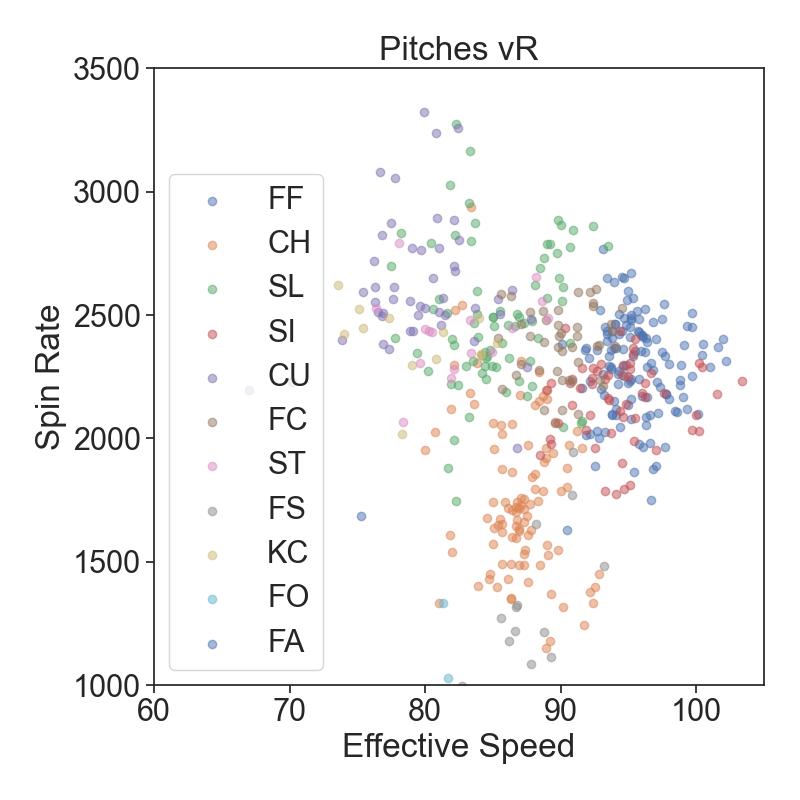 Pitches vR
3500
3000
2500
2000
1500
1000
Spin Rate
FF
CH
SL
SI
CU
FC
ST
FS
KC
FO
FA
60
70
80
90
100
Effective Speed